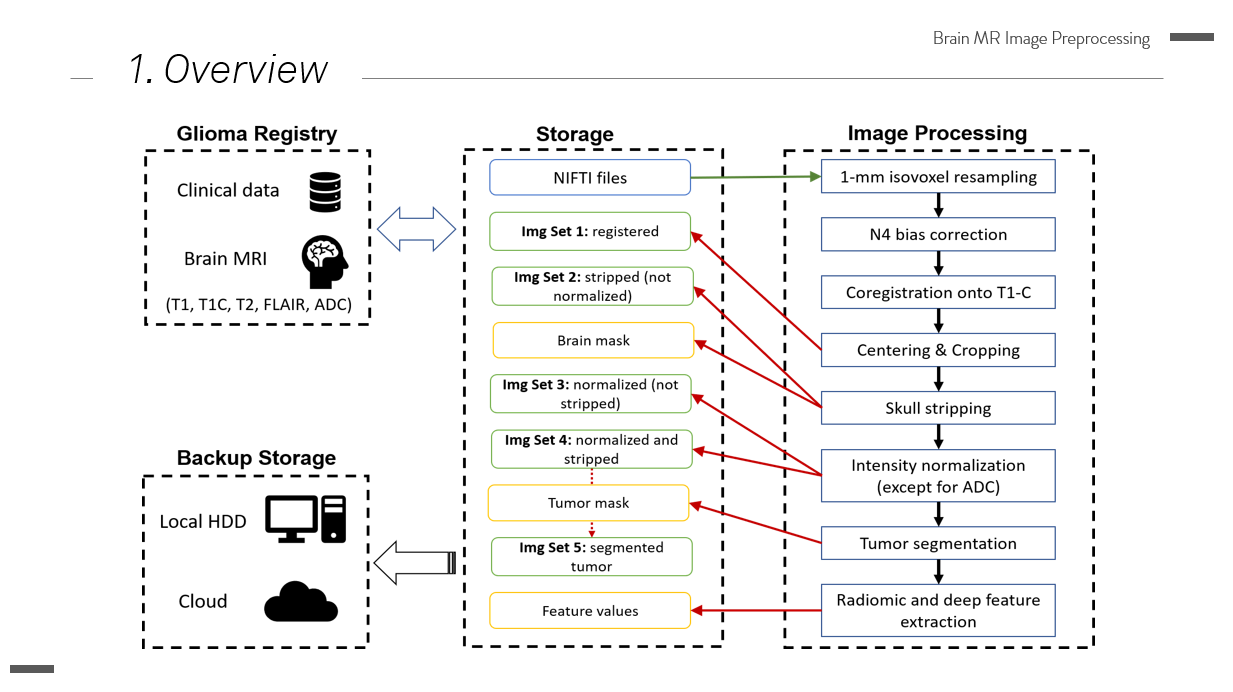 Brain MR Image Preprocessing
1. Overview
Glioma Registry
Clinical data
Brain MRI
(T1, T1C, T2, FLAIR, ADC)
Backup Storage
Local HDD
Cloud
Storage
NIFTI files
Img Set 1: registered
Img Set 2: stripped (not
normalized)
Brain mask
Img Set 3: normalized (not
stripped)
Img Set 4: normalized and
stripped
Tumor mask
Img Set 5: segmented
tumor
Feature values
Image Processing
1-mm isovoxel resampling
N4 bias correction
Coregistration onto T1-C
Centering & Cropping
Skull stripping
Intensity normalization
(except for ADC)
Tumor segmentation
Radiomic and deep feature
extraction